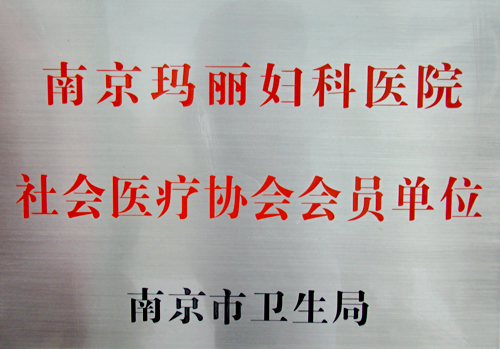 南京玛丽妇科医院
社会医疗协会会员单位
南京市卫生局